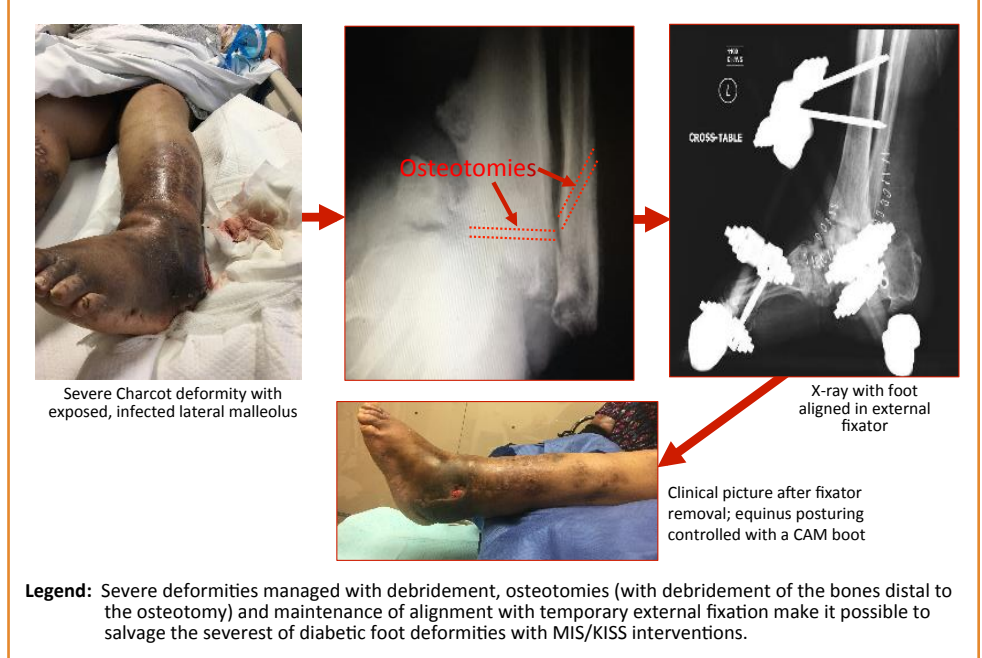 Osteotomies
L
CROSS-TABLE
Severe Charcot deformity with
exposed, infected lateral malleolus
X-ray with foot
aligned in external
fixator
Clinical picture after fixator
removal; equinus posturing
controlled with a CAM boot
Legend: Severe deformities managed with debridement, osteotomies (with debridement of the bones distal to
the osteotomy) and maintenance of alignment with temporary external fixation make it possible to
salvage the severest of diabetic foot deformities with MIS/KISS interventions.